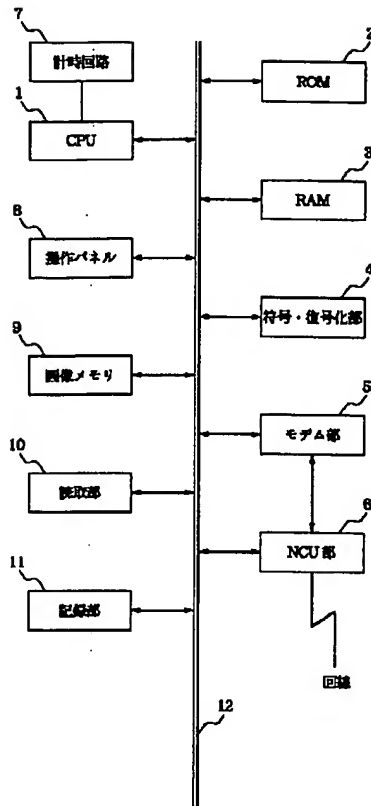 7
計時回路
1
CPU
8
操作パネル
9
画像メモリ
10
読取部
11
記録部
2
ROM
3
RAM
4
符号・復号化部
5
モデム部
6
NCU部
回線
12